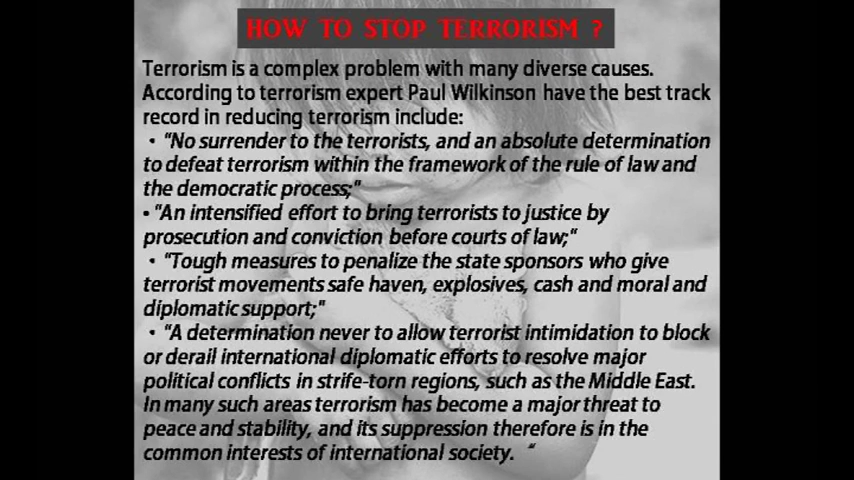 HOW TO STOP TERRORISM ?
Terrorism is a complex problem with many diverse causes.
According to terrorism expert Paul Wilkinson have the best track
record in reducing terrorism include:
• "No surrender to the terrorists, and an absolute determination
to defeat terrorism within the framework of the rule of law and
the democratic process;"
• "An intensified effort to bring terrorists to justice by
prosecution and conviction before courts of law;"
• "Tough measures to penalize the state sponsors who give
terrorist movements safe haven, explosives, cash and moral and
diplomatic support;"
• "A determination never to allow terrorist intimidation to block
or derail international diplomatic efforts to resolve major
political conflicts in strife-torn regions, such as the Middle East.
In many such areas terrorism has become a major threat to
peace and stability, and its suppression therefore is in the
common interests of international society. "